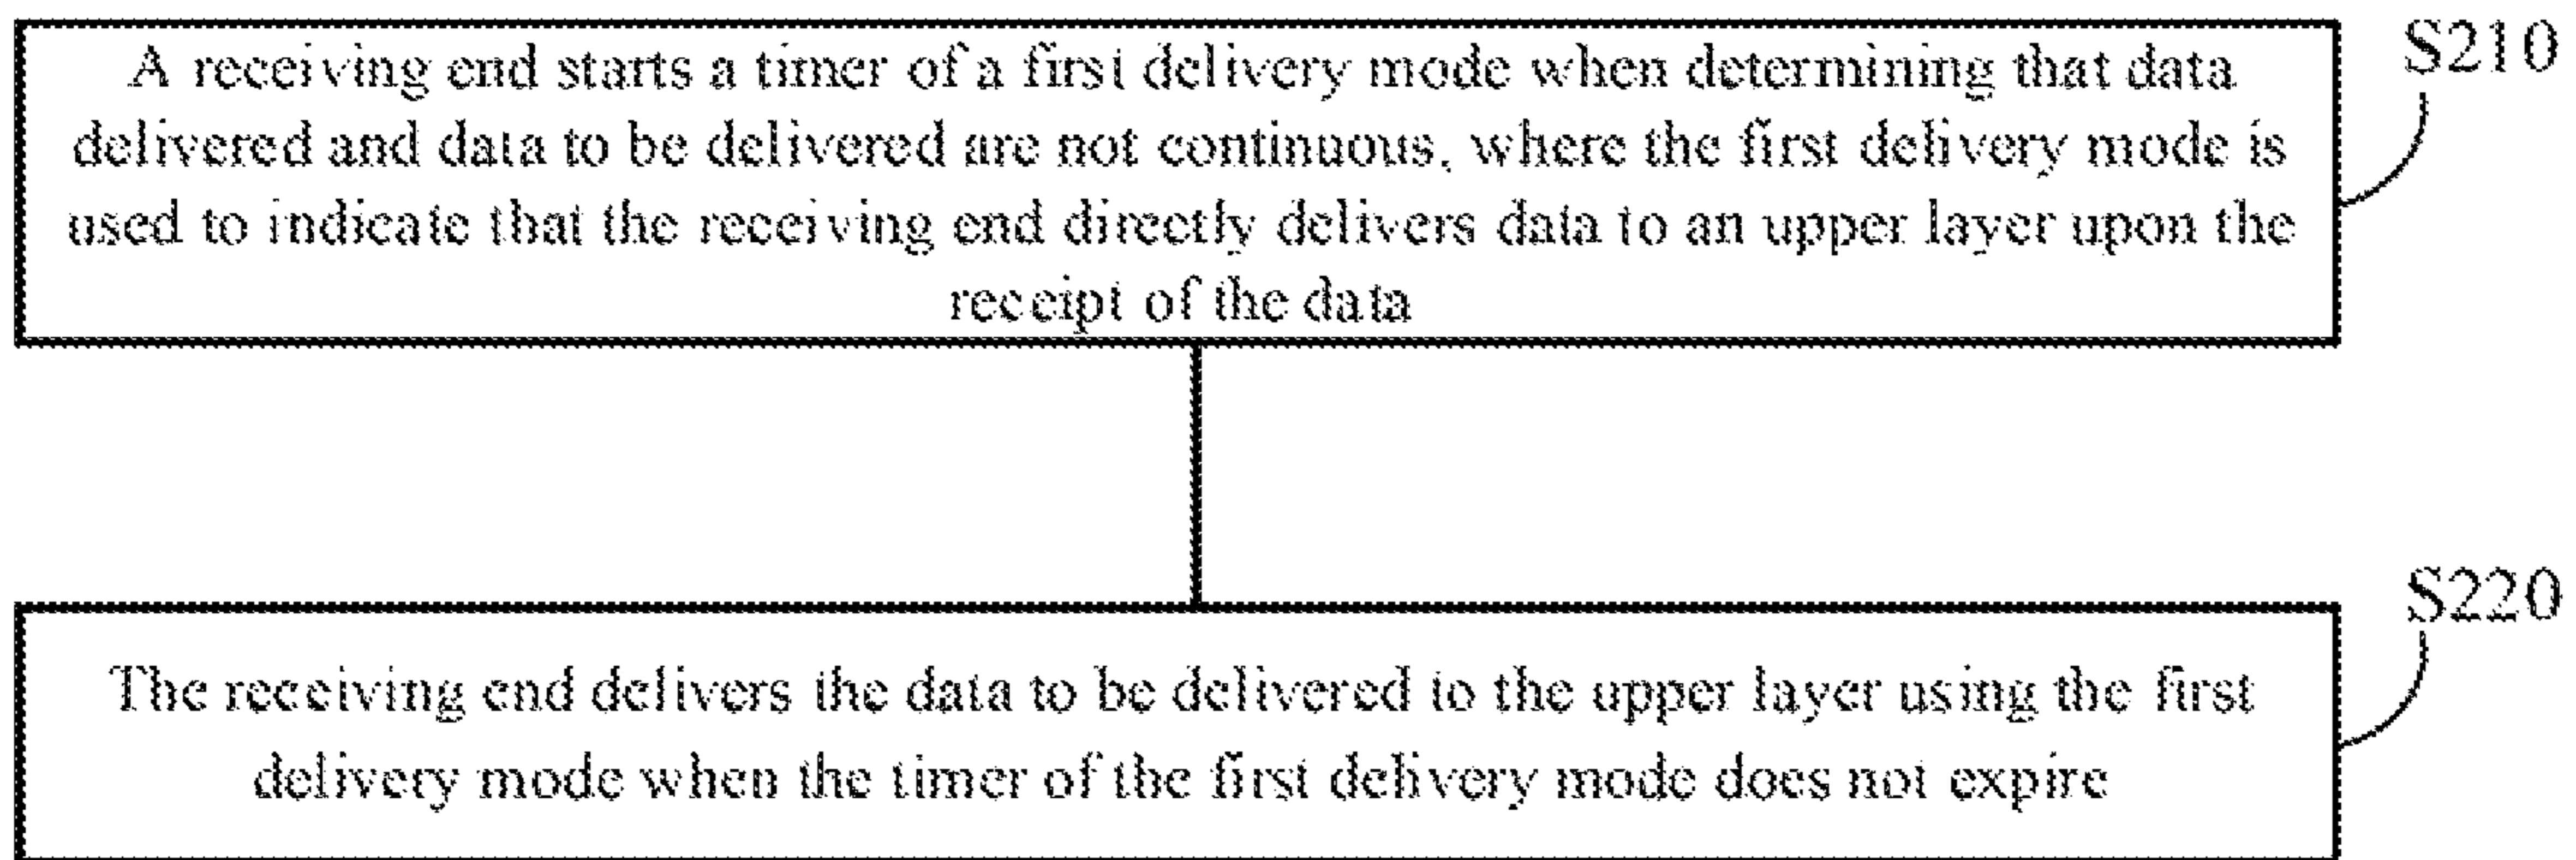 A receiving end starts a timer of a first delivery mode when determining that data
delivered and data to be delivered are not continuous, where the first delivery mode is
used to indicate that the receiving end directly delivers data to an upper layer upon the
receipt of the data
S210
The receiving end delivers the data to be delivered to the upper layer using the first
delivery mode when the timer of the first delivery mode does not expire
S220